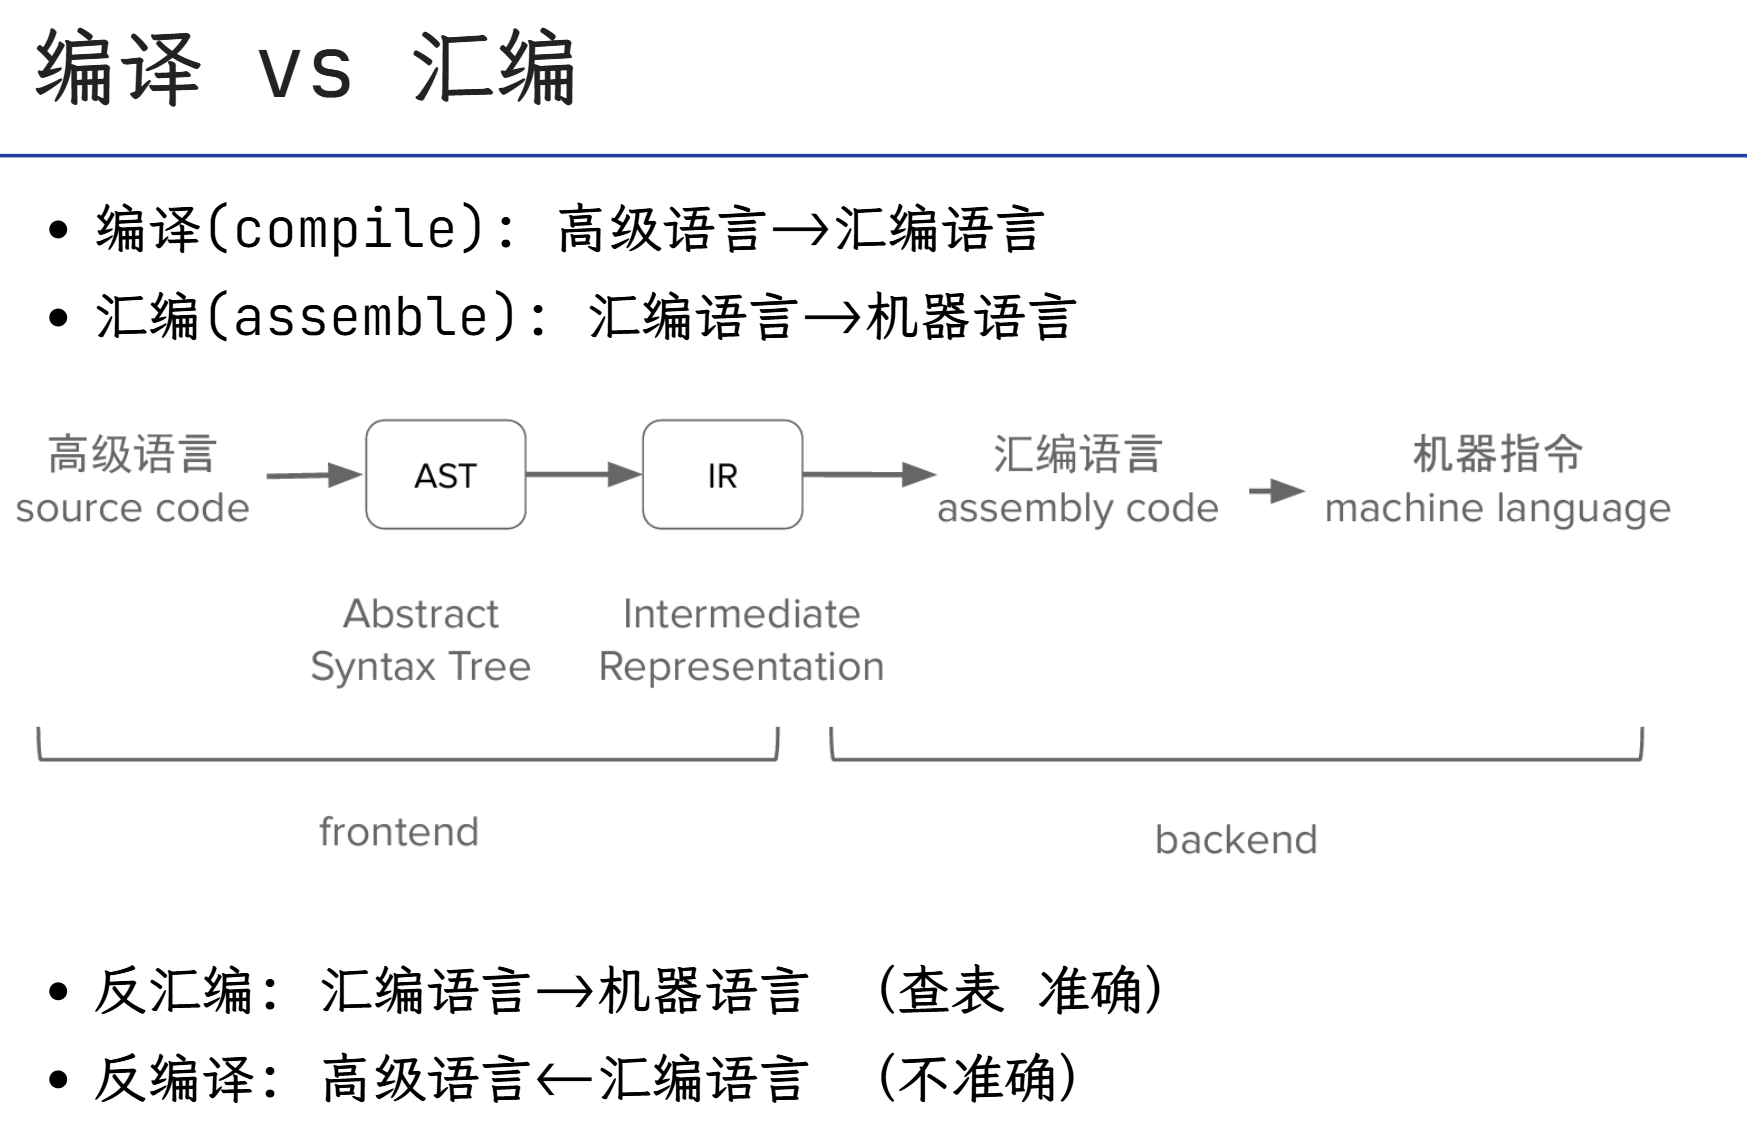 编译 vs 汇编
• 编译(compile): 高级语言→汇编语言
• 汇编(assemble): 汇编语言→机器语言
高级语言
source code
AST
IR
汇编语言
assembly code
机器指令
machine language
Abstract
Syntax Tree
Intermediate
Representation
frontend
backend
• 反汇编: 汇编语言→机器语言 (查表 准确)
• 反编译: 高级语言←汇编语言 (不准确)